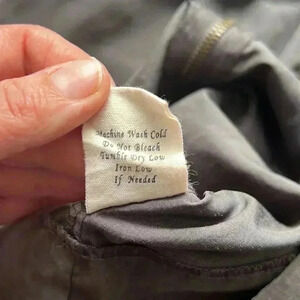 Machine Wash Cold
Do Not Bleach
Tumble Dry Low
Iron Low
If Needed